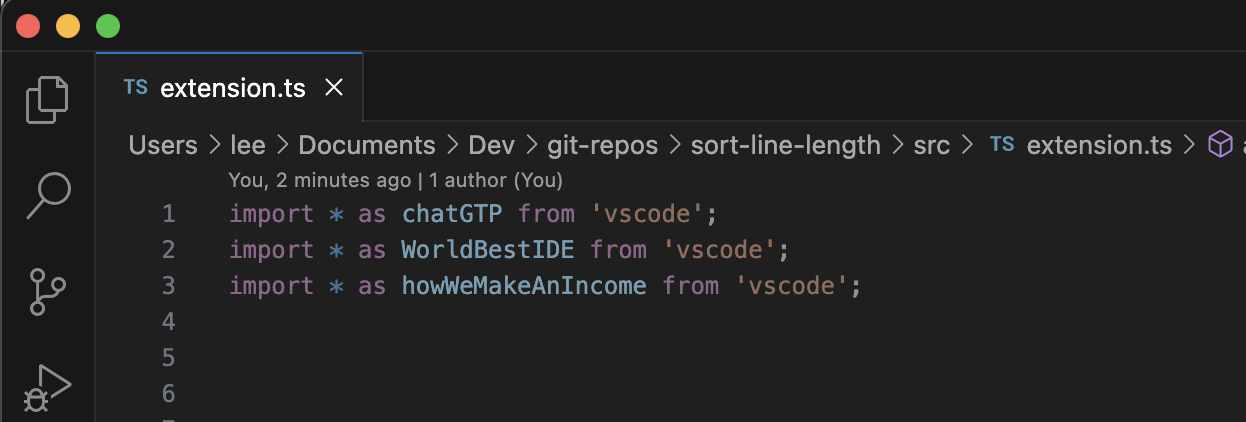 TS extension.ts
Users > lee > Documents > Dev > git-repos > sort-line-length > src > TS extension.ts >
You, 2 minutes ago | 1 author (You)
1 import * as chatGTP from 'vscode';
2 import * as WorldBestIDE from 'vscode';
3 import * as howWeMakeAnIncome from 'vscode';
4
5
6